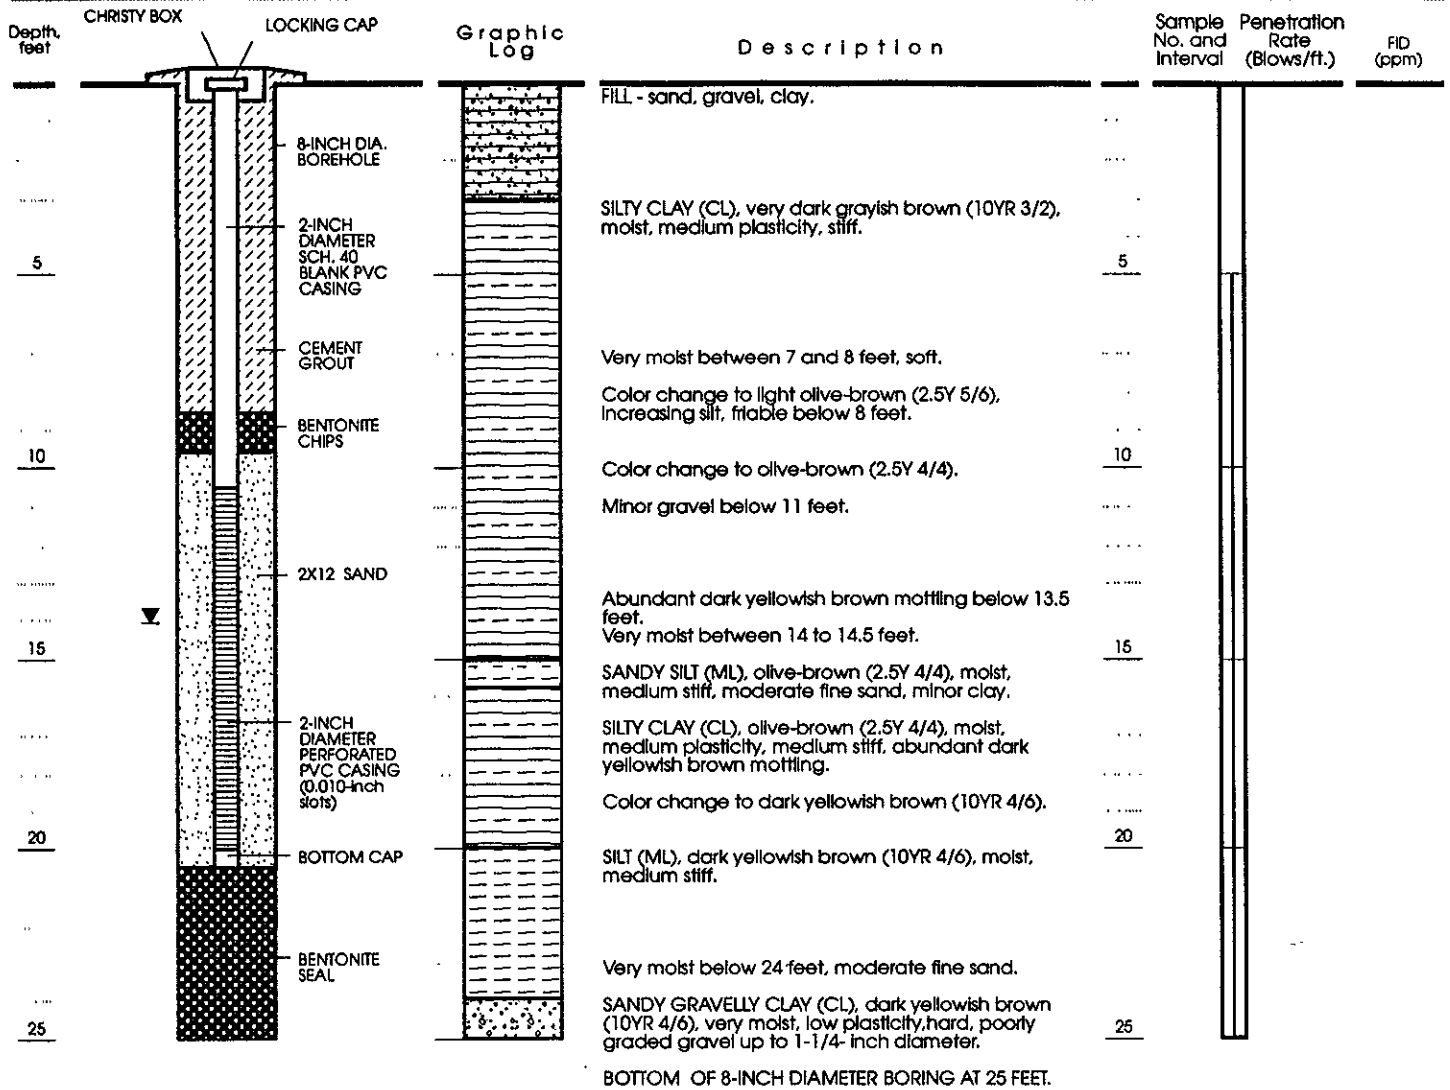 CHRISTY BOX
LOCKING CAP
Depth,
feet
Graphic
Log
Description
Sample
No. and
Interval
Penetration
Rate
(Blows/ft.)
FID
(ppm)
FILL - sand, gravel, clay.
8-INCH DIA.
BOREHOLE
SILTY CLAY (CL), very dark grayish brown (10YR 3/2),
moist, medium plasticity, stiff.
2-INCH
DIAMETER
SCH. 40
BLANK PVC
CASING
5
5
CEMENT
GROUT
Very moist between 7 and 8 feet, soft.
Color change to light olive-brown (2.5Y 5/6),
increasing silt, friable below 8 feet.
BENTONITE
CHIPS
10
Color change to olive-brown (2.5Y 4/4).
10
Minor gravel below 11 feet.
2X12 SAND
Abundant dark yellowish brown mottling below 13.5
feet.
Very moist between 14 to 14.5 feet.
15
15
SANDY SILT (ML), olive-brown (2.5Y 4/4), moist,
medium stiff, moderate fine sand, minor clay.
2-INCH
DIAMETER
PERFORATED
PVC CASING
(0.010-inch
slots)
SILTY CLAY (CL), olive-brown (2.5Y 4/4), moist,
medium plasticity, medium stiff, abundant dark
yellowish brown mottling.
Color change to dark yellowish brown (10YR 4/6).
20
20
BOTTOM CAP
SILT (ML), dark yellowish brown (10YR 4/6), moist,
medium stiff.
BENTONITE
SEAL
Very moist below 24 feet, moderate fine sand.
SANDY GRAVELLY CLAY (CL), dark yellowish brown
(10YR 4/6), very moist, low plasticity,hard, poorly
graded gravel up to 1-1/4- inch diameter.
25
25
BOTTOM OF 8-INCH DIAMETER BORING AT 25 FEET.